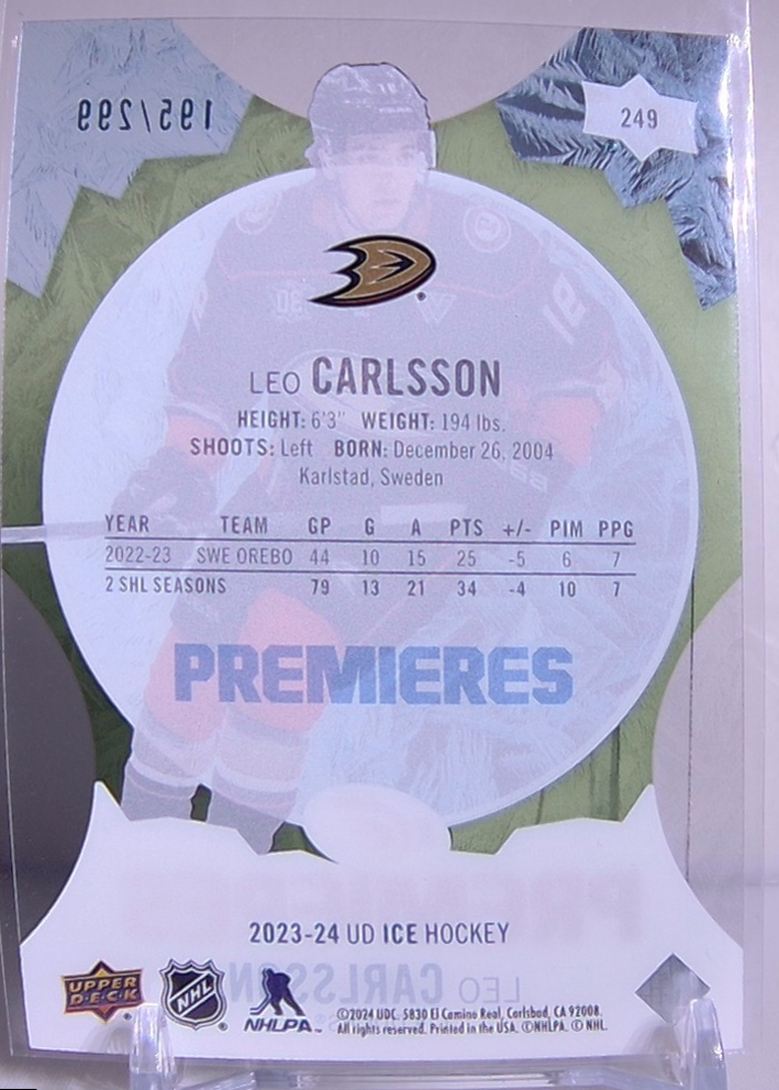 195/299
249
LEO CARLSSON
HEIGHT: 6'3" WEIGHT: 194 lbs.
SHOOTS: Left BORN: December 26, 2004
Karlstad, Sweden
YEAR TEAM GP G A PTS +/- PIM PPG
2022-23 SWE OREBO 44 10 15 25 -5 6 7
2 SHL SEASONS 79 13 21 34 -4 10 7
PREMIERES
PREMIERES
2023-24 UD ICE HOCKEY
LEO CARLSSON
UPPER DECK
NHL
NHLPA
©2024 UDC. 5830 El Camino Real, Carlsbad, CA 92008.
All rights reserved. Printed in the USA. ©NHLPA. © NHL.